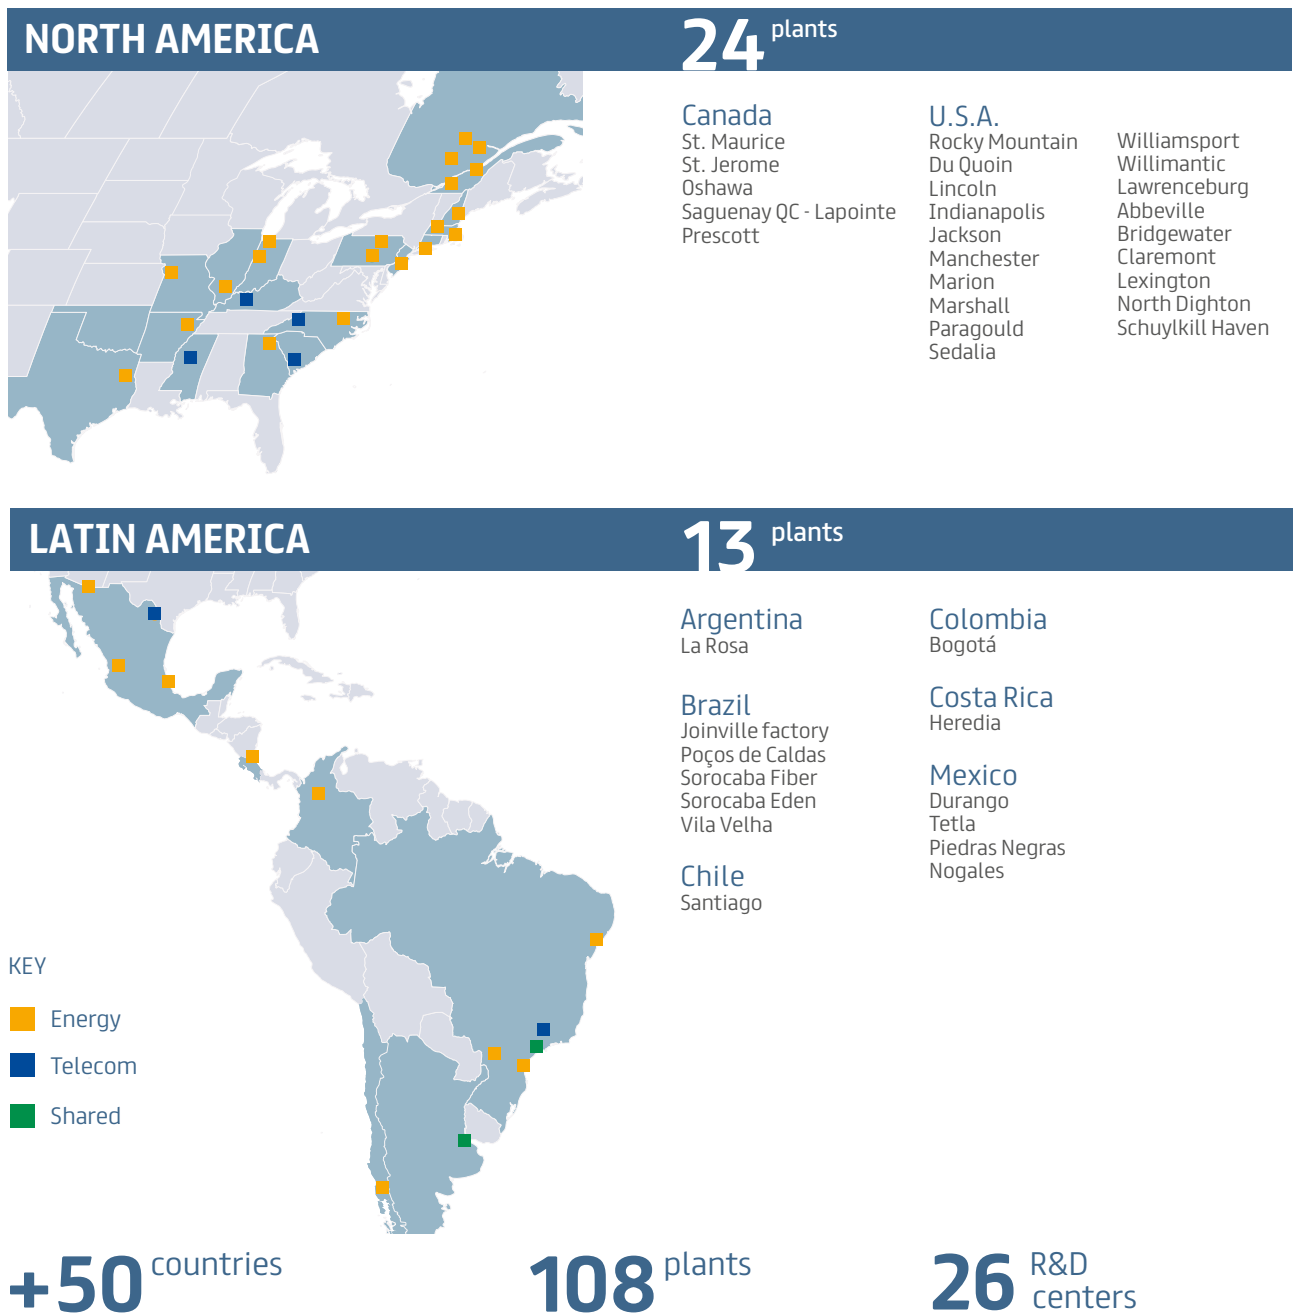 NORTH AMERICA
24 plants
Canada
St. Maurice
St. Jerome
Oshawa
Saguenay QC - Lapointe
Prescott
U.S.A.
Rocky Mountain
Du Quoin
Lincoln
Indianapolis
Jackson
Manchester
Marion
Marshall
Paragould
Sedalia
Williamsport
Willimantic
Lawrenceburg
Abbeville
Bridgewater
Claremont
Lexington
North Dighton
Schuylkill Haven
LATIN AMERICA
13 plants
Argentina
La Rosa
Brazil
Joinville factory
Poços de Caldas
Sorocaba Fiber
Sorocaba Eden
Vila Velha
Chile
Santiago
Colombia
Bogotá
Costa Rica
Heredia
Mexico
Durango
Tetla
Piedras Negras
Nogales
KEY
Energy
Telecom
Shared
+50 countries
108 plants
26 R&D
centers